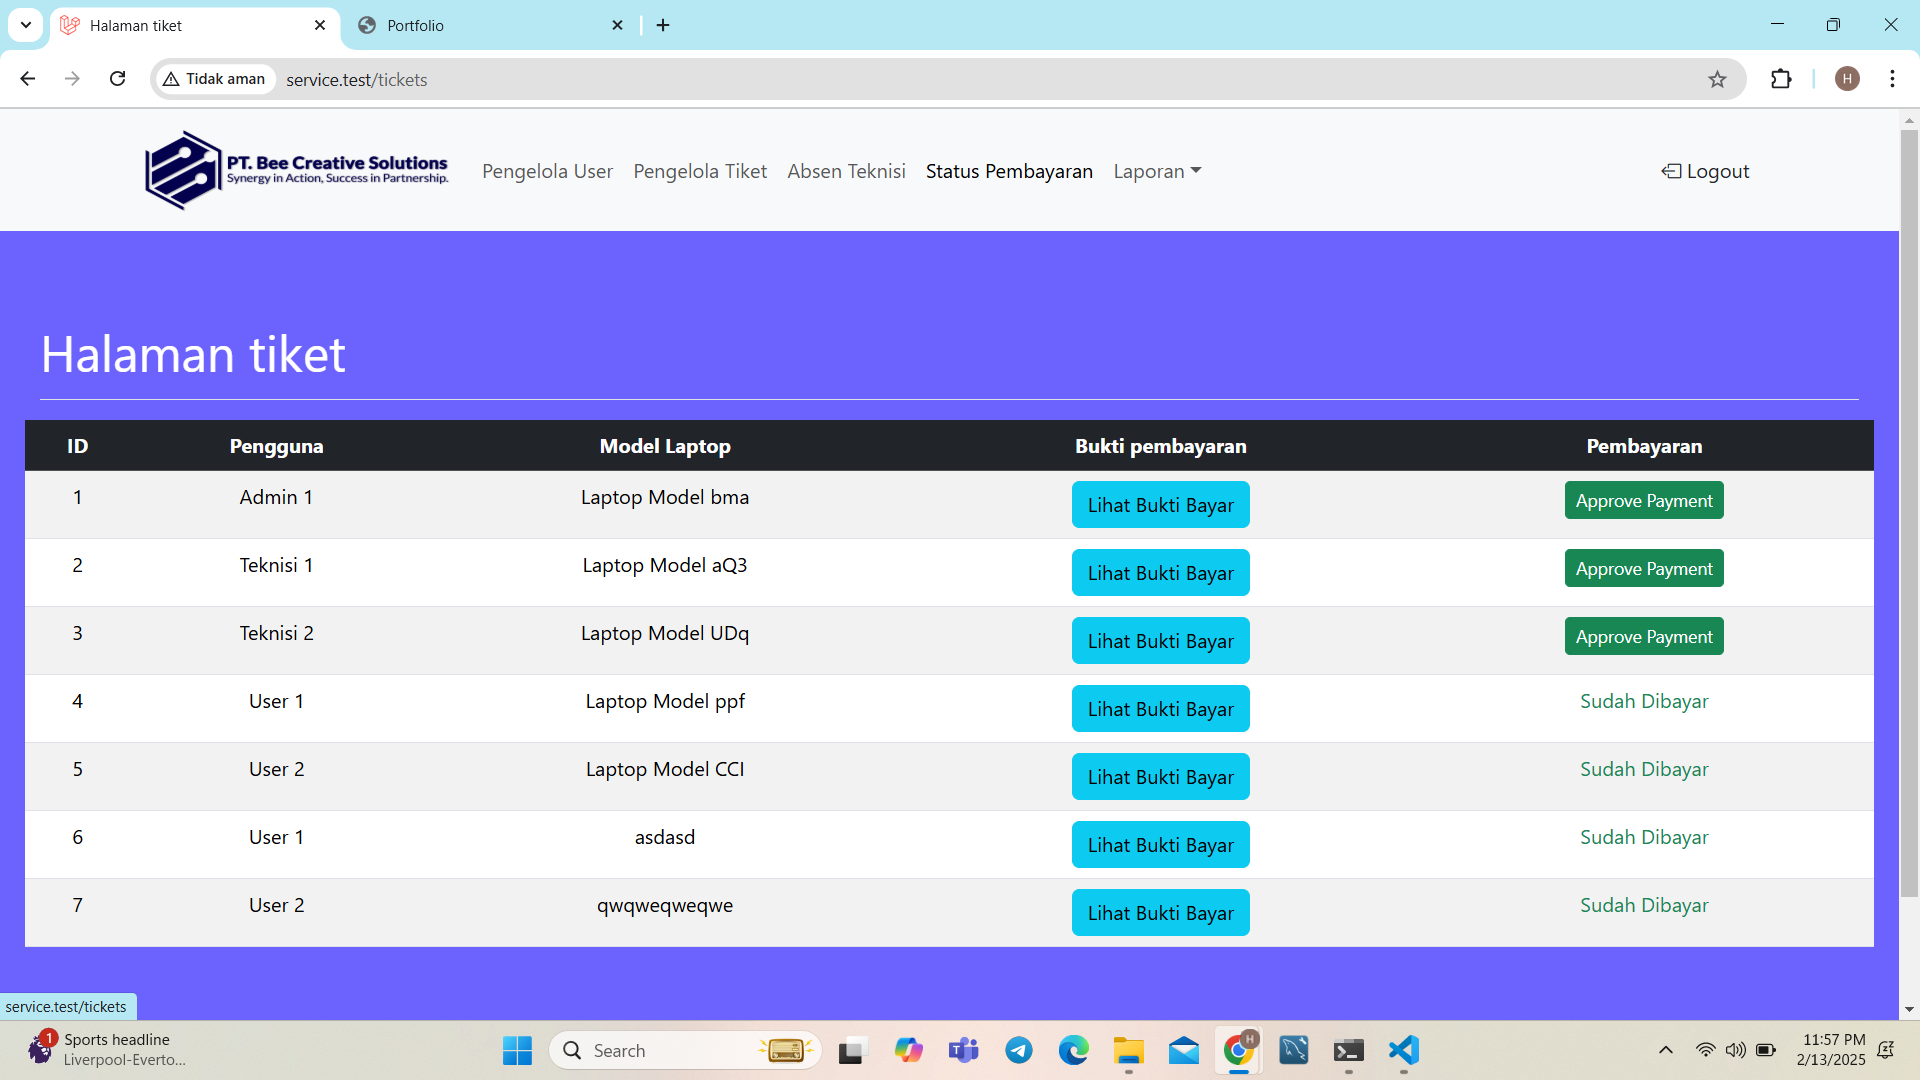 Halaman tiket
Portfolio
Tidak aman
service.test/tickets
H
PT. Bee Creative Solutions
Synergy in Action, Success in Partnership.
Pengelola User
Pengelola Tiket
Absen Teknisi
Status Pembayaran
Laporan
Logout
Halaman tiket
ID Pengguna Model Laptop Bukti pembayaran Pembayaran
1 Admin 1 Laptop Model bma Lihat Bukti Bayar Approve Payment
2 Teknisi 1 Laptop Model aQ3 Lihat Bukti Bayar Approve Payment
3 Teknisi 2 Laptop Model UDq Lihat Bukti Bayar Approve Payment
4 User 1 Laptop Model ppf Lihat Bukti Bayar Sudah Dibayar
5 User 2 Laptop Model CCI Lihat Bukti Bayar Sudah Dibayar
6 User 1 asdasd Lihat Bukti Bayar Sudah Dibayar
7 User 2 qwqweqweqwe Lihat Bukti Bayar Sudah Dibayar
service.test/tickets
1
Sports headline
Liverpool-Everto...
Search
H
11:57 PM
2/13/2025